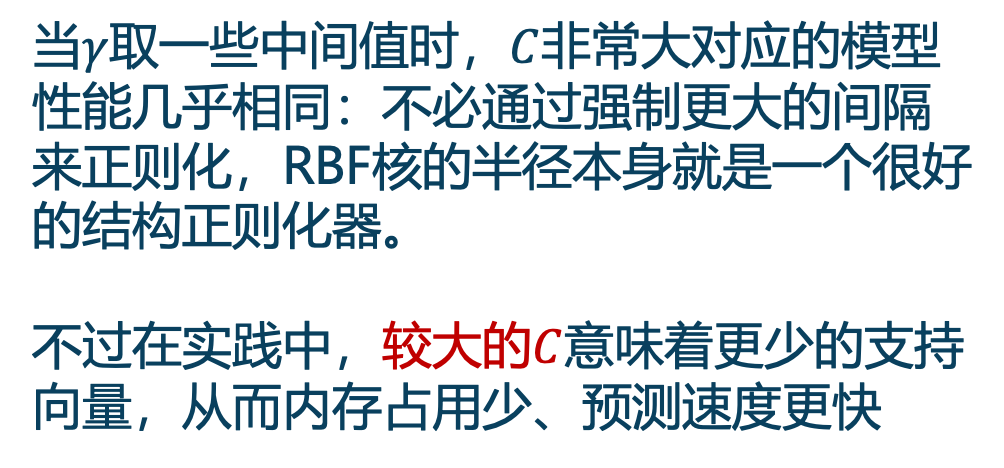 当γ取一些中间值时，C非常大对应的模型
性能几乎相同：不必通过强制更大的间隔
来正则化，RBF核的半径本身就是一个很好
的结构正则化器。
不过在实践中，较大的C意味着更少的支持
向量，从而内存占用少、预测速度更快